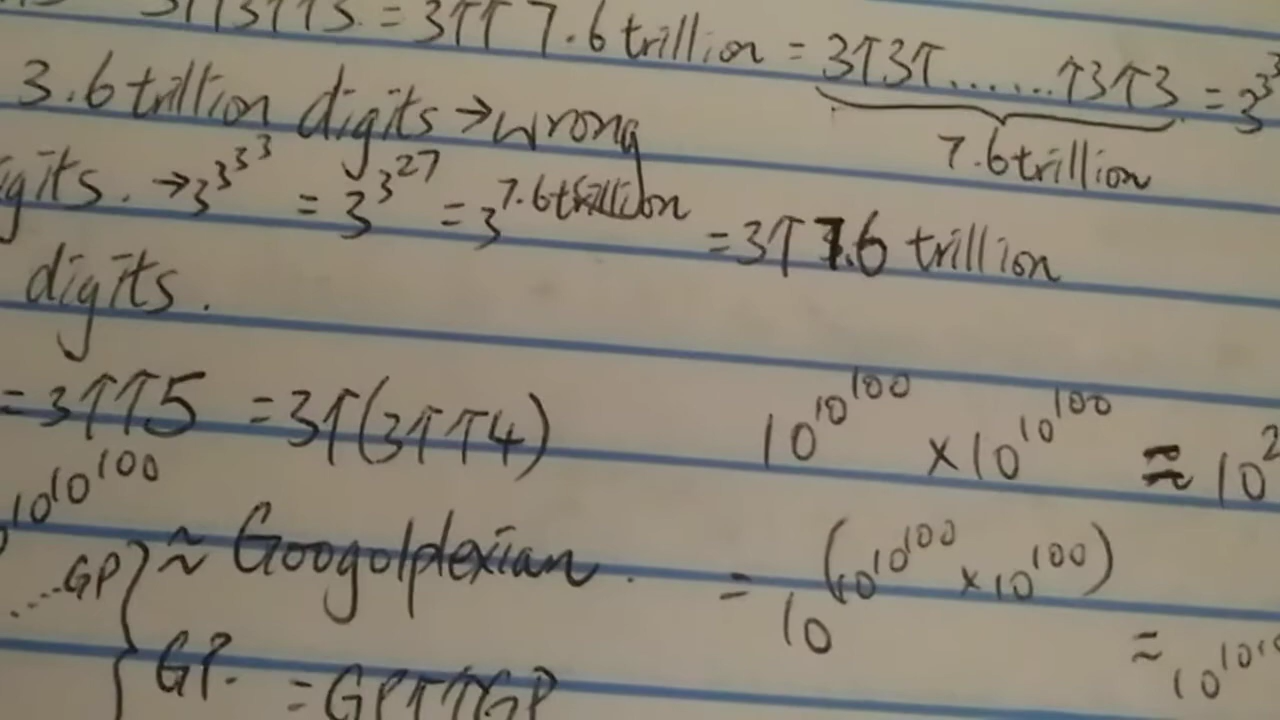 3↑↑3↑↑3 = 3↑↑7.6 trillion = 3↑3↑......↑3↑3 = 3^3
3.6 trillion digits → wrong 7.6 trillion
digits. → 3^3^3^3 = 3^3^27 = 3^7.6 trillion = 3↑7.6 trillion
digits.
= 3↑↑5 = 3↑(3↑↑4) 10^10^100 × 10^10^100 ≈ 10^2
10^10^100
....GP} ≈ Googolplexian. = 10^(10^10^100 × 10^100)
GP. = GP↑↑GP ≈ 10^10^10